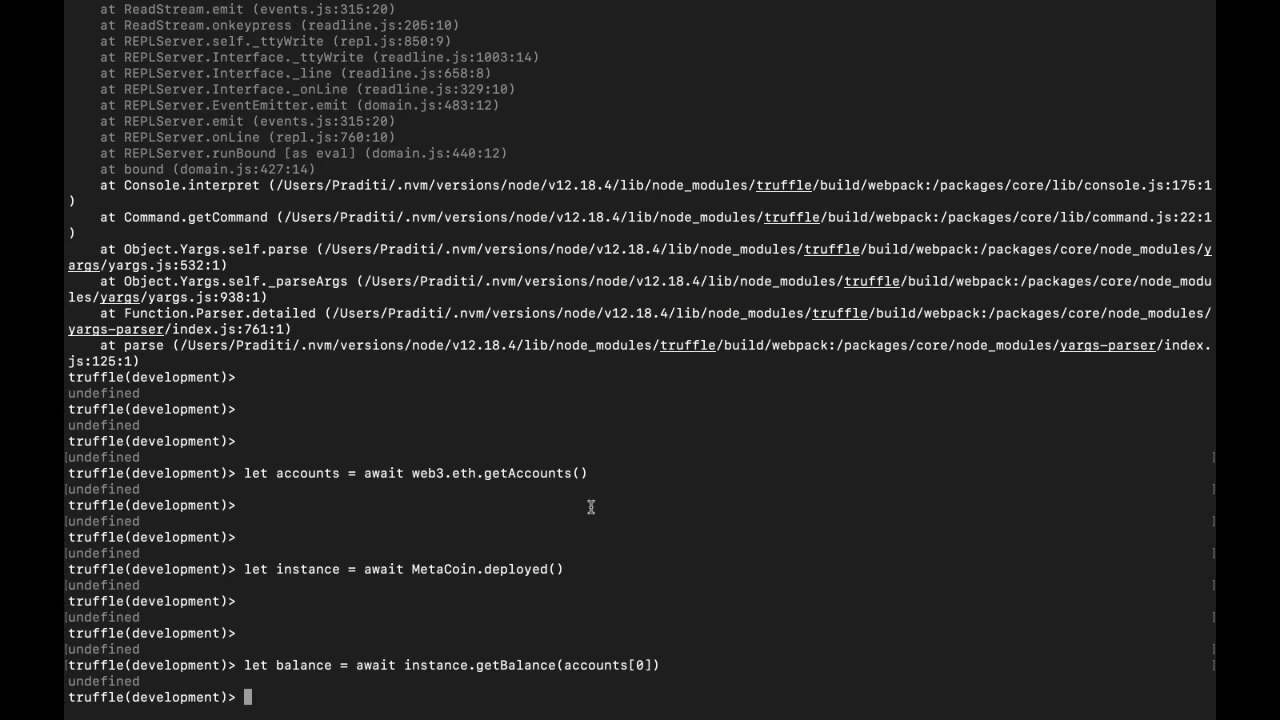 at ReadStream.emit (events.js:315:20)
at ReadStream.onkeypress (readline.js:205:10)
at REPLServer.self._ttyWrite (repl.js:850:9)
at REPLServer.Interface._ttyWrite (readline.js:1003:14)
at REPLServer.Interface._line (readline.js:658:8)
at REPLServer.Interface._onLine (readline.js:329:10)
at REPLServer.EventEmitter.emit (domain.js:483:12)
at REPLServer.emit (events.js:315:20)
at REPLServer.onLine (repl.js:760:10)
at REPLServer.runBound [as eval] (domain.js:440:12)
at bound (domain.js:427:14)
at Console.interpret (/Users/Praditi/.nvm/versions/node/v12.18.4/lib/node_modules/truffle/build/webpack:/packages/core/lib/console.js:175:1
)
at Command.getCommand (/Users/Praditi/.nvm/versions/node/v12.18.4/lib/node_modules/truffle/build/webpack:/packages/core/lib/command.js:22:1
)
at Object.Yargs.self.parse (/Users/Praditi/.nvm/versions/node/v12.18.4/lib/node_modules/truffle/build/webpack:/packages/core/node_modules/y
args/yargs.js:532:1)
at Object.Yargs.self._parseArgs (/Users/Praditi/.nvm/versions/node/v12.18.4/lib/node_modules/truffle/build/webpack:/packages/core/node_modu
les/yargs/yargs.js:938:1)
at Function.Parser.detailed (/Users/Praditi/.nvm/versions/node/v12.18.4/lib/node_modules/truffle/build/webpack:/packages/core/node_modules/
yargs-parser/index.js:761:1)
at parse (/Users/Praditi/.nvm/versions/node/v12.18.4/lib/node_modules/truffle/build/webpack:/packages/core/node_modules/yargs-parser/index.
js:125:1)
truffle(development)>
undefined
truffle(development)>
undefined
truffle(development)>
undefined
truffle(development)> let accounts = await web3.eth.getAccounts()
undefined
truffle(development)>
undefined
truffle(development)>
undefined
truffle(development)> let instance = await MetaCoin.deployed()
undefined
truffle(development)>
undefined
truffle(development)>
undefined
truffle(development)> let balance = await instance.getBalance(accounts[0])
undefined
truffle(development)>